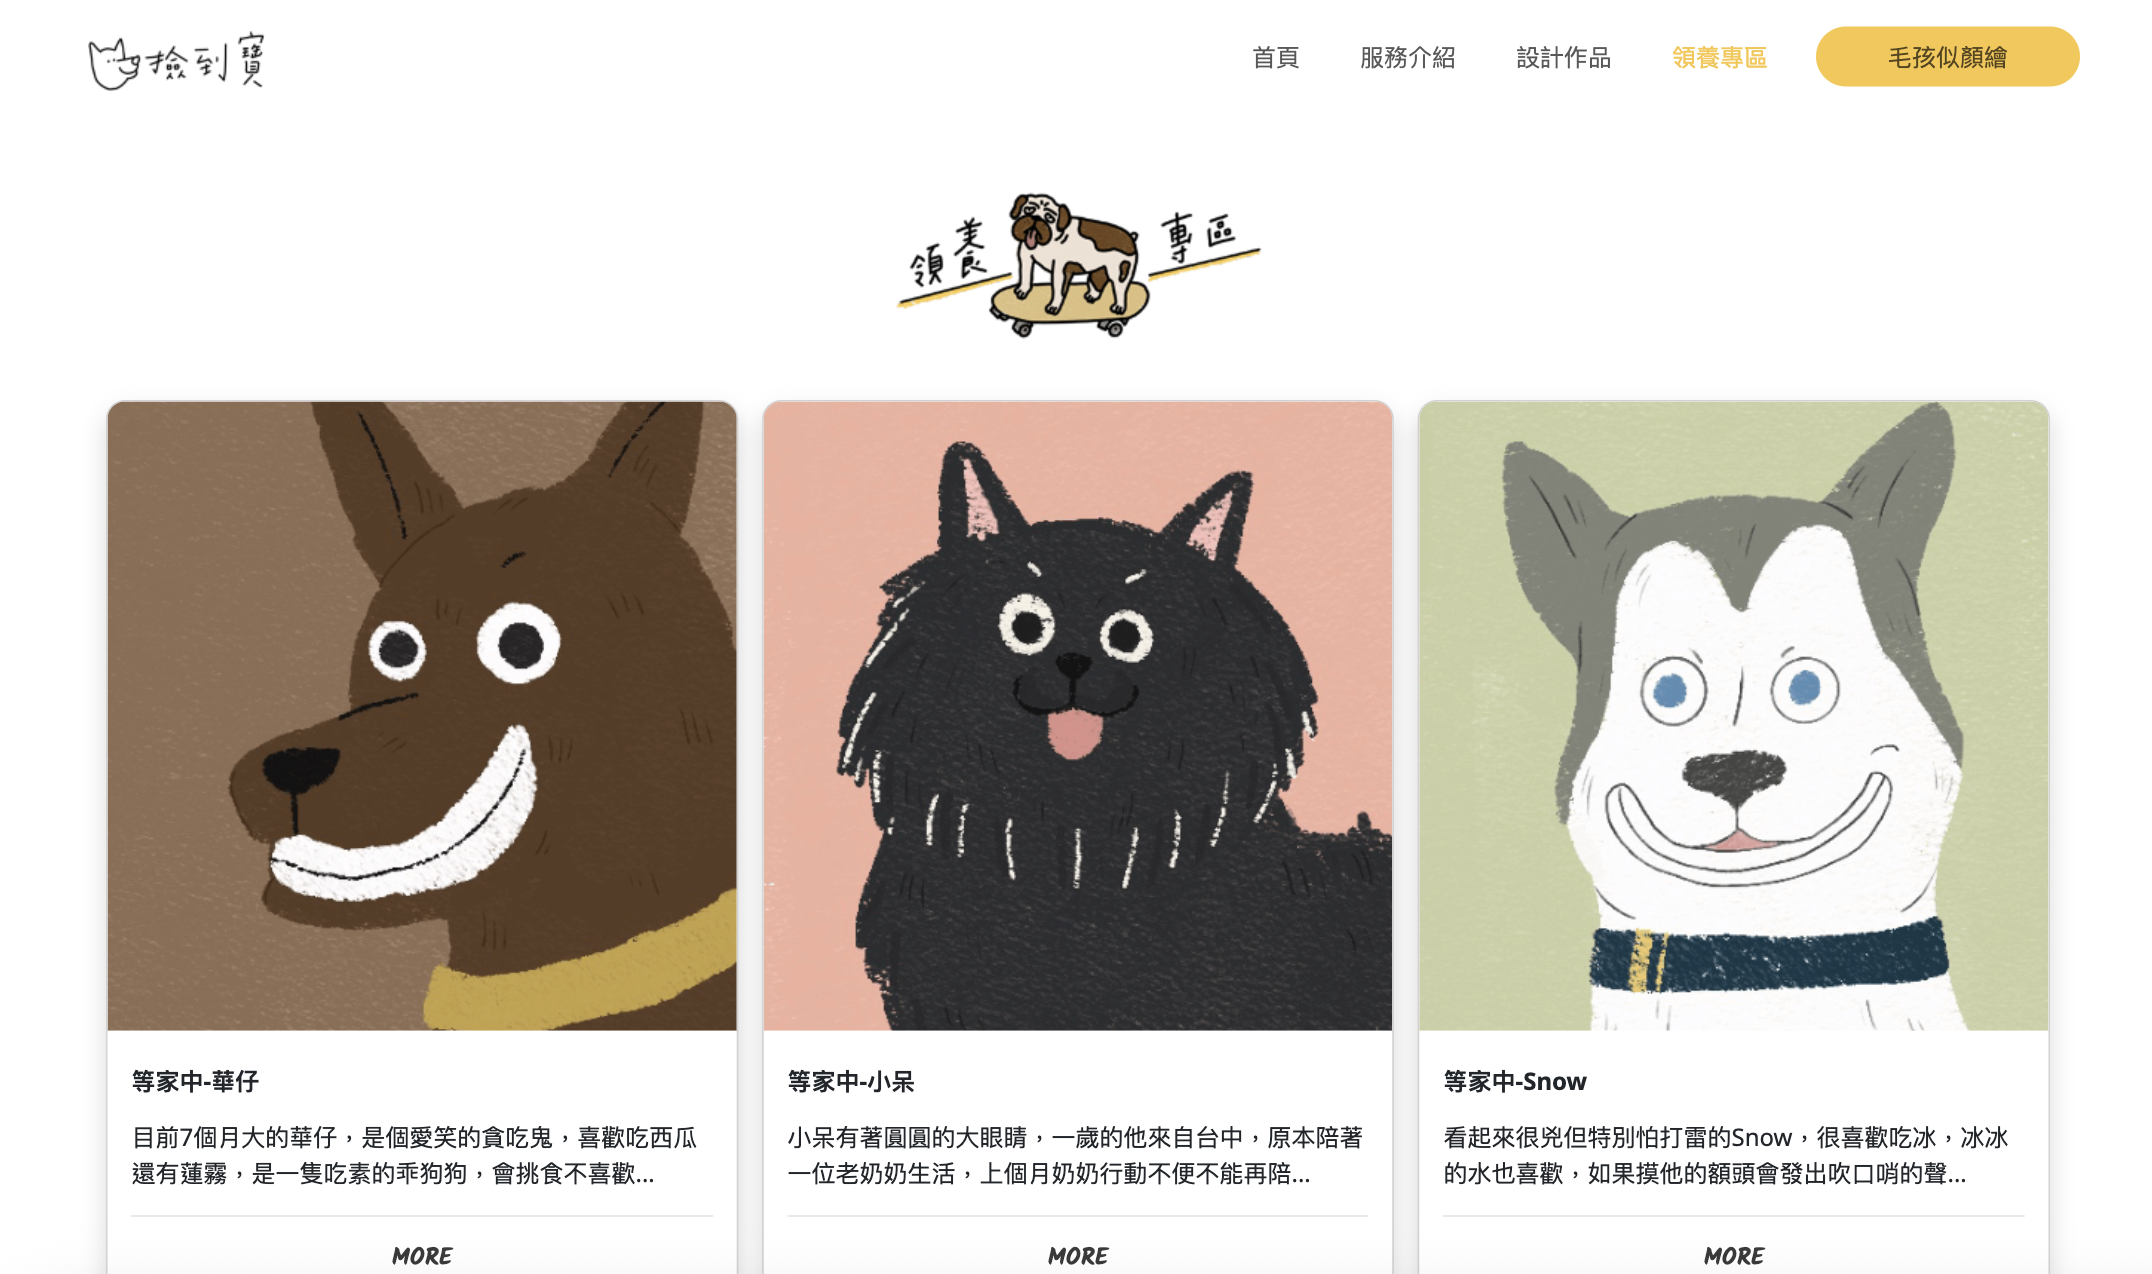 撿到寶
首頁
服務介紹
設計作品
領養專區
毛孩似顏繪
領養專區
等家中-華仔
目前7個月大的華仔，是個愛笑的貪吃鬼，喜歡吃西瓜
還有蓮霧，是一隻吃素的乖狗狗，會挑食不喜歡...
MORE
等家中-小呆
小呆有著圓圓的大眼睛，一歲的他來自台中，原本陪著
一位老奶奶生活，上個月奶奶行動不便不能再陪...
MORE
等家中-Snow
看起來很兇但特別怕打雷的Snow，很喜歡吃冰，冰冰
的水也喜歡，如果摸他的額頭會發出吹口哨的聲...
MORE